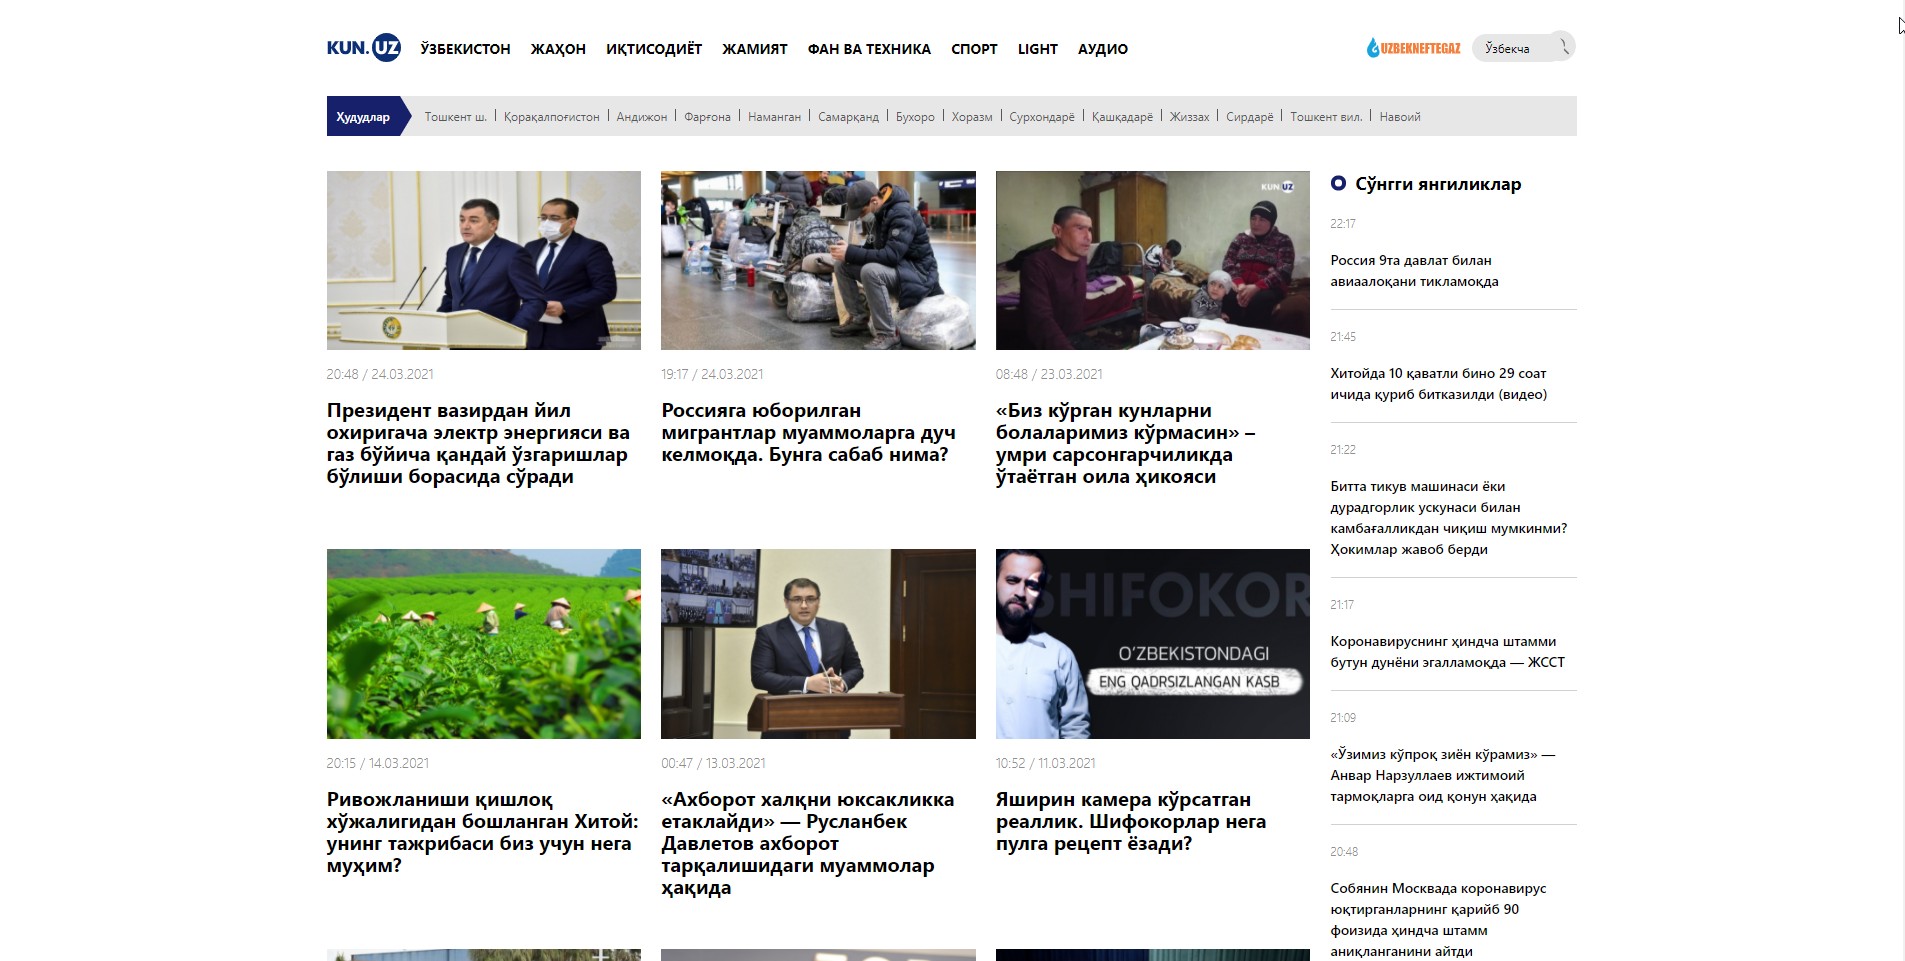 KUN.UZ
ЎЗБЕКИСТОН ЖАҲОН ИҚТИСОДИЁТ ЖАМИЯТ ФАН ВА ТЕХНИКА СПОРТ LIGHT АУДИО
UZBEKNEFTEGAZ
Ўзбекча
Ҳудудлар
Тошкент ш. | Қорақалпоғистон | Андижон | Фарғона | Наманган | Самарқанд | Бухоро | Хоразм | Сурхондарё | Қашқадарё | Жиззах | Сирдарё | Тошкент вил. | Навоий
20:48 / 24.03.2021
Президент вазирдан йил
охиригача электр энергияси ва
газ бўйича қандай ўзгаришлар
бўлиши борасида сўради
19:17 / 24.03.2021
Россияга юборилган
мигрантлар муаммоларга дуч
келмоқда. Бунга сабаб нима?
KUN UZ
08:48 / 23.03.2021
«Биз кўрган кунларни
болаларимиз кўрмасин» –
умри сарсонгарчиликда
ўтаётган оила ҳикояси
20:15 / 14.03.2021
Ривожланиши қишлоқ
хўжалигидан бошланган Хитой:
унинг тажрибаси биз учун нега
муҳим?
00:47 / 13.03.2021
«Ахборот халқни юксакликка
етаклайди» — Русланбек
Давлетов ахборот
тарқалишидаги муаммолар
ҳақида
SHIFOKOR
O‘ZBEKISTONDAGI
ENG QADRSIZLANGAN KASB
10:52 / 11.03.2021
Яширин камера кўрсатган
реаллик. Шифокорлар нега
пулга рецепт ёзади?
Сўнгги янгиликлар
22:17
Россия 9та давлат билан
авиаалоқани тикламоқда
21:45
Хитойда 10 қаватли бино 29 соат
ичида қуриб битказилди (видео)
21:22
Битта тикув машинаси ёки
дурадгорлик ускунаси билан
камбағалликдан чиқиш мумкинми?
Ҳокимлар жавоб берди
21:17
Коронавируснинг ҳиндча штамми
бутун дунёни эгалламоқда — ЖССТ
21:09
«Ўзимиз кўпроқ зиён кўрамиз» —
Анвар Нарзуллаев ижтимоий
тармоқларга оид қонун ҳақида
20:48
Собянин Москвада коронавирус
юқтирганларнинг қарийб 90
фоизида ҳиндча штамм
аниқланганини айтди